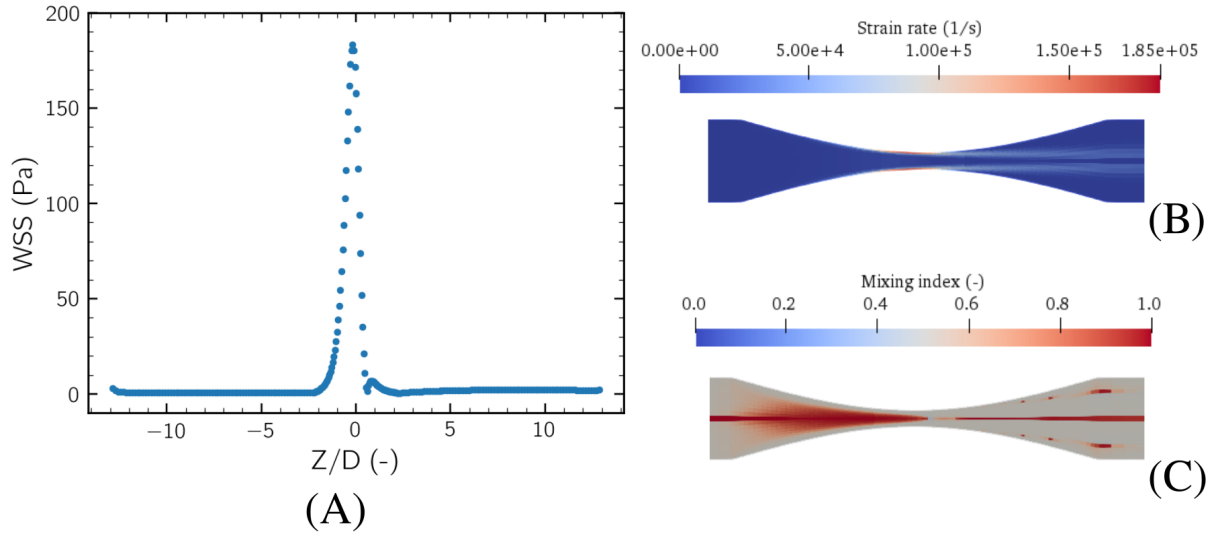 200
150
100
50
0
WSS (Pa)
−10 −5 0 5 10
Z/D (-)
(A)
Strain rate (1/s)
0.00e+00 5.00e+4 1.00e+5 1.50e+5 1.85e+05
(B)
Mixing index (-)
0.0 0.2 0.4 0.6 0.8 1.0
(C)